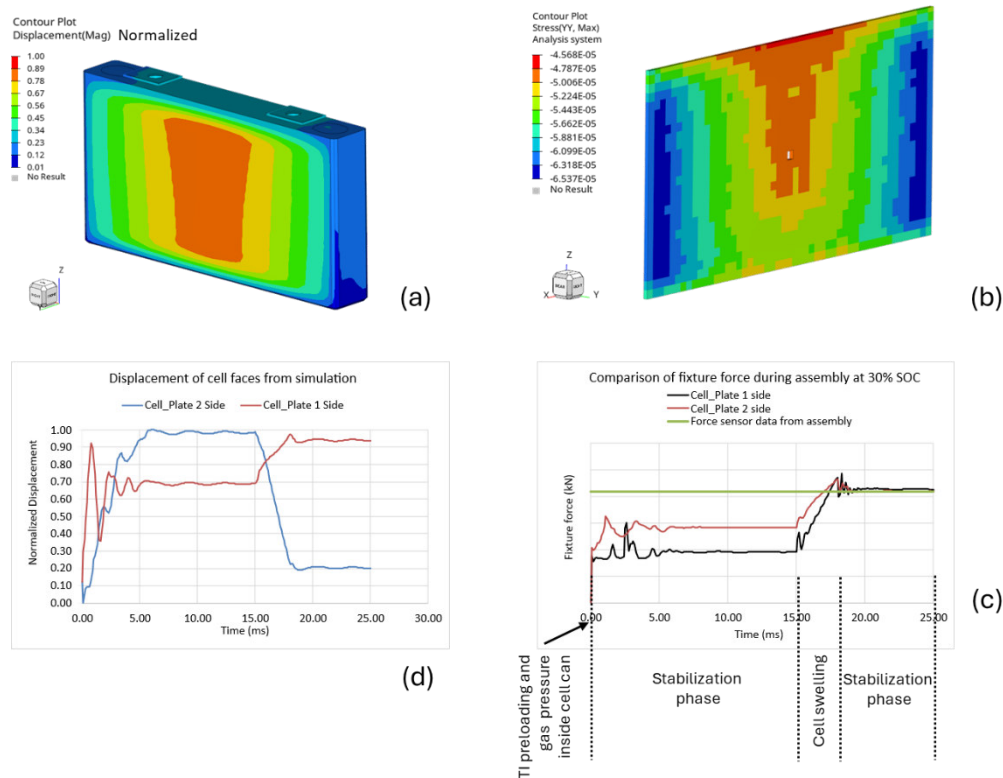 Contour Plot
Displacement(Mag) Normalized
1.00
0.89
0.78
0.67
0.56
0.45
0.34
0.23
0.12
0.01
No Result
Z
Y
(a)
Contour Plot
Stress(YY, Max)
Analysis system
-4.568E-05
-4.787E-05
-5.006E-05
-5.224E-05
-5.443E-05
-5.662E-05
-5.881E-05
-6.099E-05
-6.318E-05
-6.537E-05
No Result
Z
X
Y
(b)
Displacement of cell faces from simulation
Cell_Plate 2 Side
Cell_Plate 1 Side
Normalized Displacement
1.00
0.90
0.80
0.70
0.60
0.50
0.40
0.30
0.20
0.10
0.00
0.00 5.00 10.00 15.00 20.00 25.00 30.00
Time (ms)
(d)
Comparison of fixture force during assembly at 30% SOC
Cell_Plate 1 side
Cell_Plate 2 side
Force sensor data from assembly
Fixture force (kN)
0.00 5.00 10.00 15.00 20.00 25.00
Time (ms)
(c)
TI preloading and
gas pressure
inside cell can
Stabilization
phase
Cell swelling
Stabilization
phase